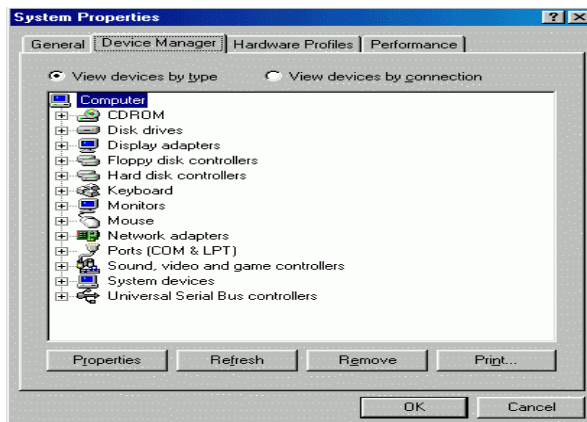 System Properties
General Device Manager Hardware Profiles Performance
View devices by type View devices by connection
Computer
CDROM
Disk drives
Display adapters
Floppy disk controllers
Hard disk controllers
Keyboard
Monitors
Mouse
Network adapters
Ports (COM & LPT)
Sound, video and game controllers
System devices
Universal Serial Bus controllers
Properties Refresh Remove Print...
OK Cancel